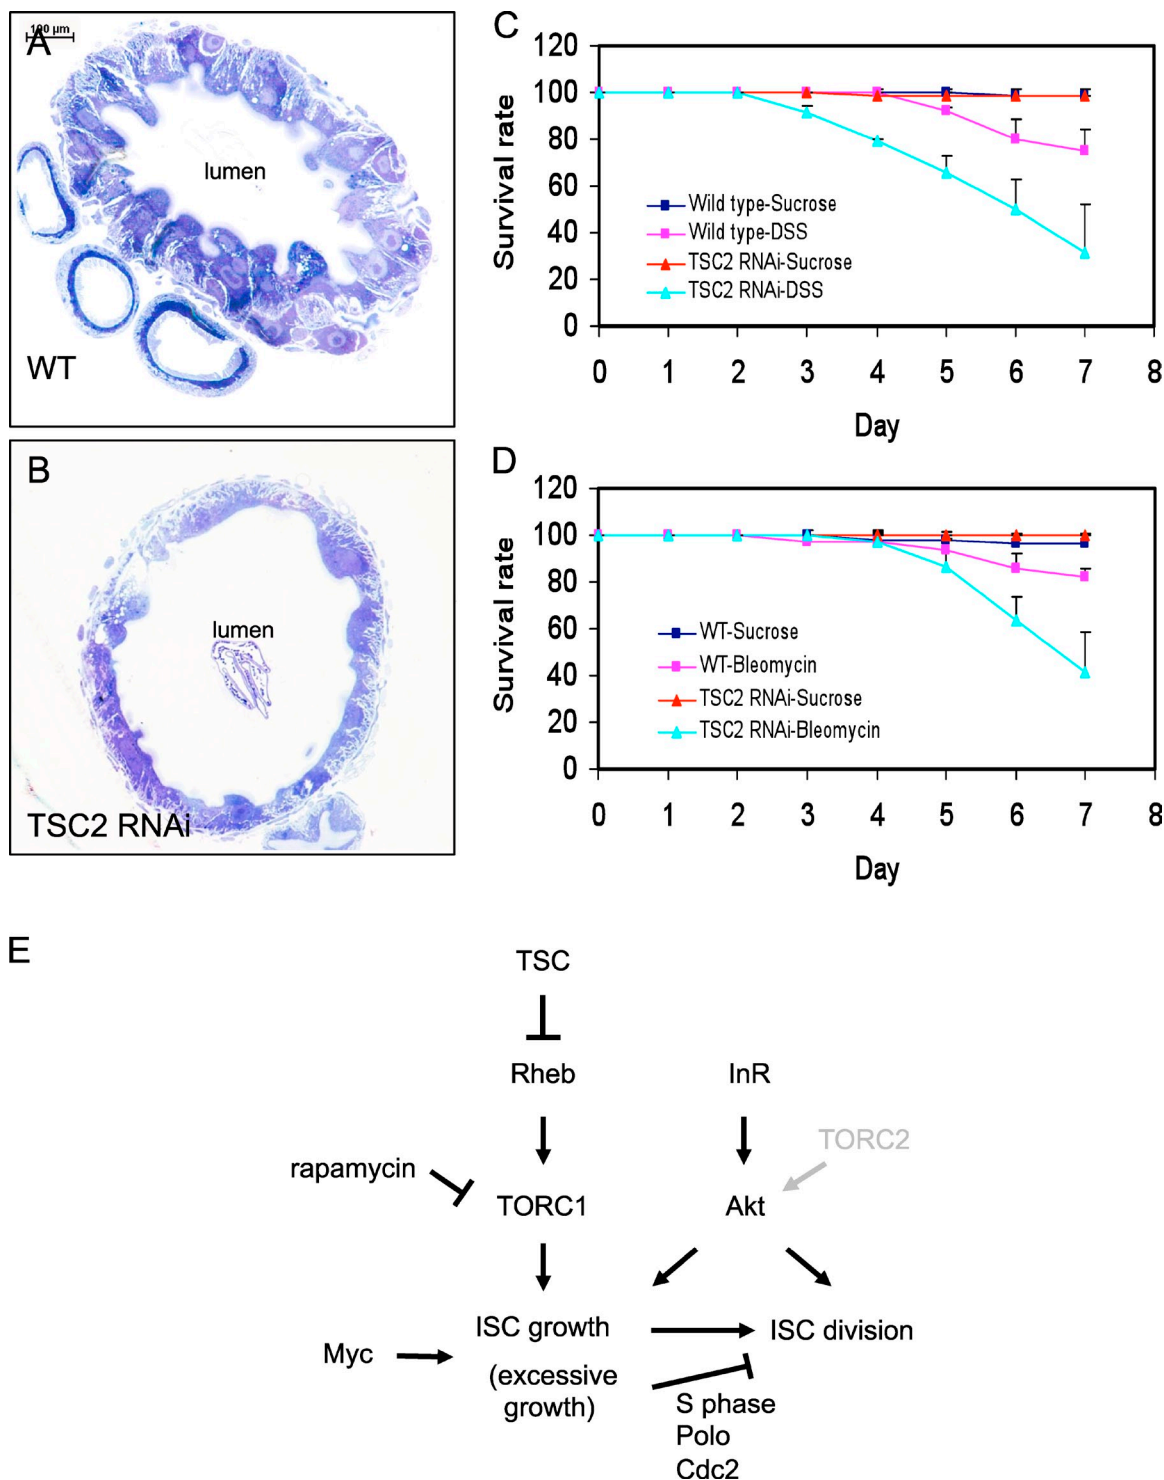 A
100 µm
lumen
WT
B
lumen
TSC2 RNAi
C
120
100
80
60
40
20
0
Survival rate
Wild type-Sucrose
Wild type-DSS
TSC2 RNAi-Sucrose
TSC2 RNAi-DSS
0 1 2 3 4 5 6 7 8
Day
D
120
100
80
60
40
20
0
Survival rate
WT-Sucrose
WT-Bleomycin
TSC2 RNAi-Sucrose
TSC2 RNAi-Bleomycin
0 1 2 3 4 5 6 7 8
Day
E
TSC
Rheb
InR
TORC2
rapamycin
TORC1
Akt
ISC growth
ISC division
Myc
(excessive
growth)
S phase
Polo
Cdc2